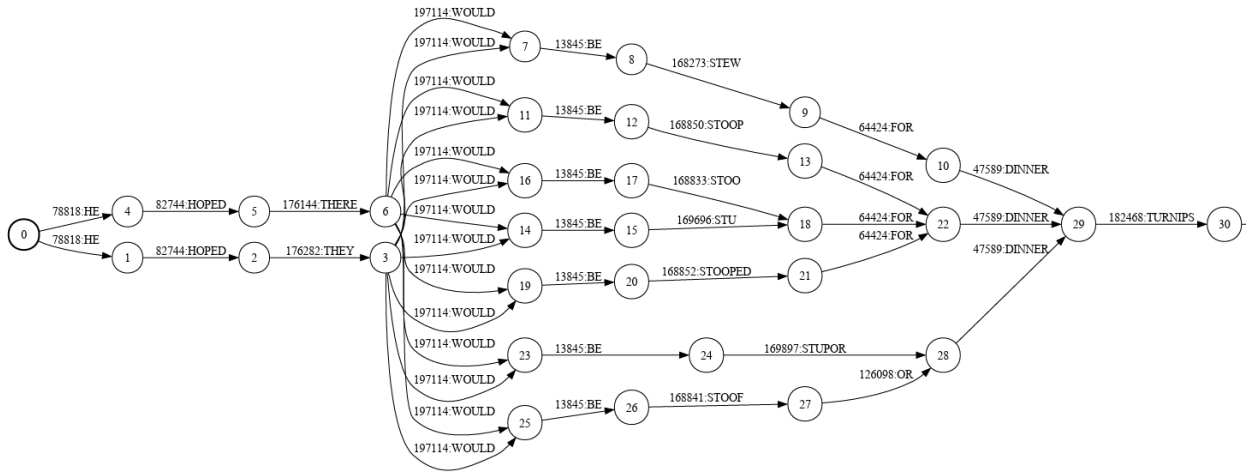 197114:WOULD
197114:WOULD
7
13845:BE
8
168273:STEW
9
64424:FOR
10
47589:DINNER
197114:WOULD
197114:WOULD
11
13845:BE
12
168850:STOOP
13
64424:FOR
197114:WOULD
197114:WOULD
16
13845:BE
17
168833:STOO
18
64424:FOR
22
47589:DINNER
29
182468:TURNIPS
30
0
78818:HE
4
82744:HOPED
5
176144:THERE
6
197114:WOULD
197114:WOULD
14
13845:BE
15
169696:STU
78818:HE
1
82744:HOPED
2
176282:THEY
3
197114:WOULD
197114:WOULD
19
13845:BE
20
168852:STOOPED
21
64424:FOR
47589:DINNER
197114:WOULD
197114:WOULD
23
13845:BE
24
169897:STUPOR
28
197114:WOULD
197114:WOULD
25
13845:BE
26
168841:STOOF
27
126098:OR